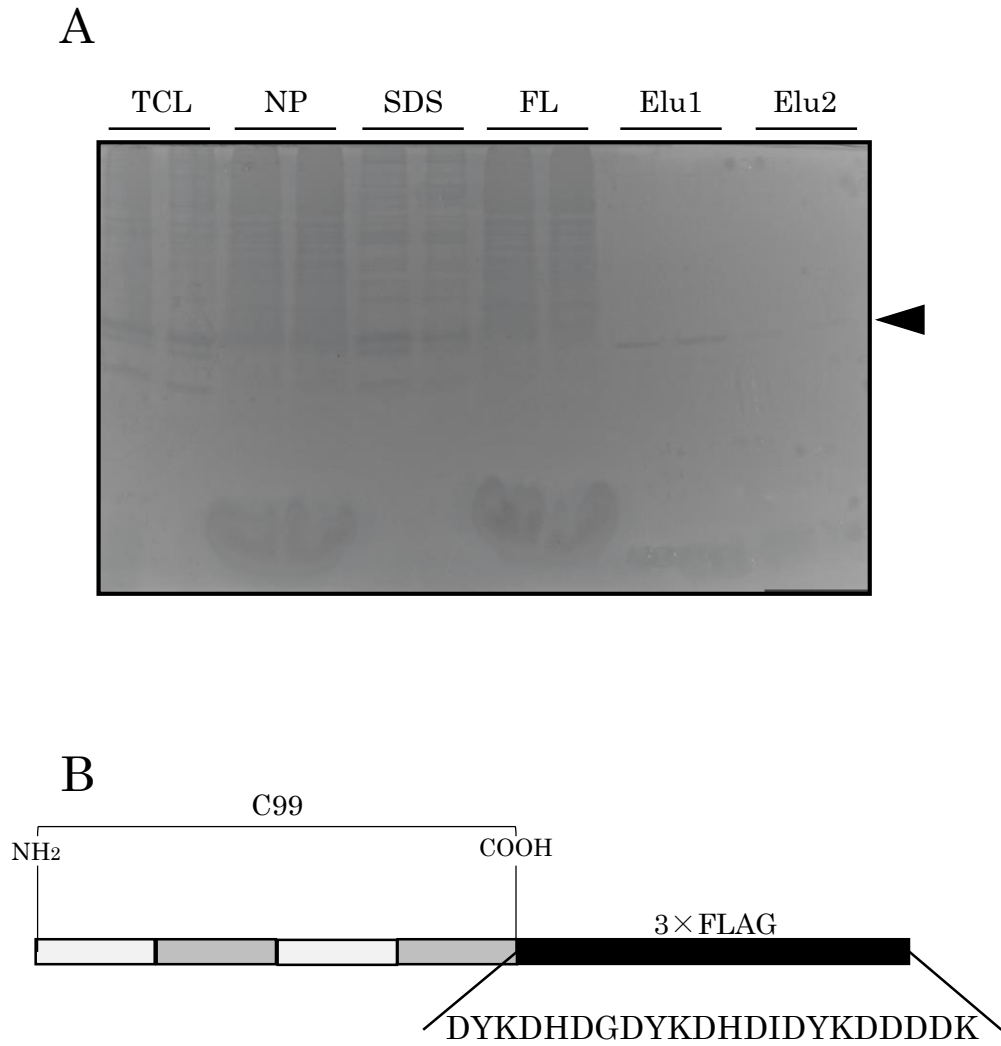 A
TCL NP SDS FL Elu1 Elu2
B
C99
NH2 COOH
3×FLAG
DYKDHDGDYKDHDIDYKDDDDK